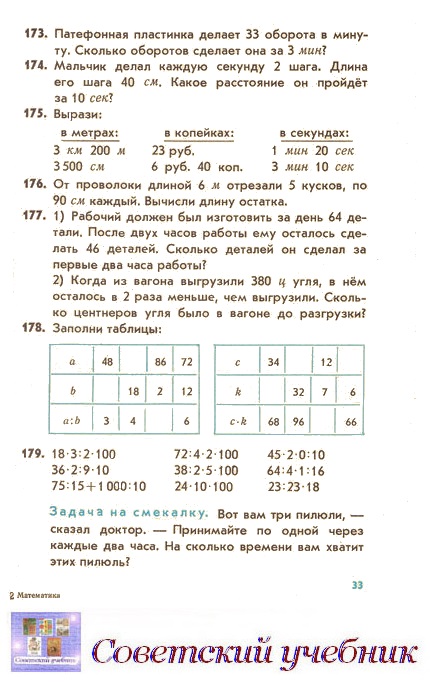 173. Патефонная пластинка делает 33 оборота в мину-
ту. Сколько оборотов сделает она за 3 мин?
174. Мальчик делал каждую секунду 2 шага. Длина
его шага 40 см. Какое расстояние он пройдёт
за 10 сек?
175. Вырази:
в метрах: в копейках: в секундах:
3 км 200 м 23 руб. 1 мин 20 сек
3 500 см 6 руб. 40 коп. 3 мин 10 сек
176. От проволоки длиной 6 м отрезали 5 кусков, по
90 см каждый. Вычисли длину остатка.
177. 1) Рабочий должен был изготовить за день 64 де-
тали. После двух часов работы ему осталось сде-
лать 46 деталей. Сколько деталей он сделал за
первые два часа работы?
2) Когда из вагона выгрузили 380 ц угля, в нём
осталось в 2 раза меньше, чем выгрузили. Сколь-
ко центнеров угля было в вагоне до разгрузки?
178. Заполни таблицы:
a 48 86 72 c 34 12
b 18 2 12 k 32 7 6
a:b 3 4 6 c·k 68 96 66
179. 18·3:2·100 72:4·2·100 45·2·0:10
36·2:9·10 38:2·5·100 64:4·1:16
75:15+1 000:10 24·10·100 23:23·18
Задача на смекалку. Вот вам три пилюли, —
сказал доктор. — Принимайте по одной через
каждые два часа. На сколько времени вам хватит
этих пилюль?
33
2 Математика
Советский учебник
Советский учебник